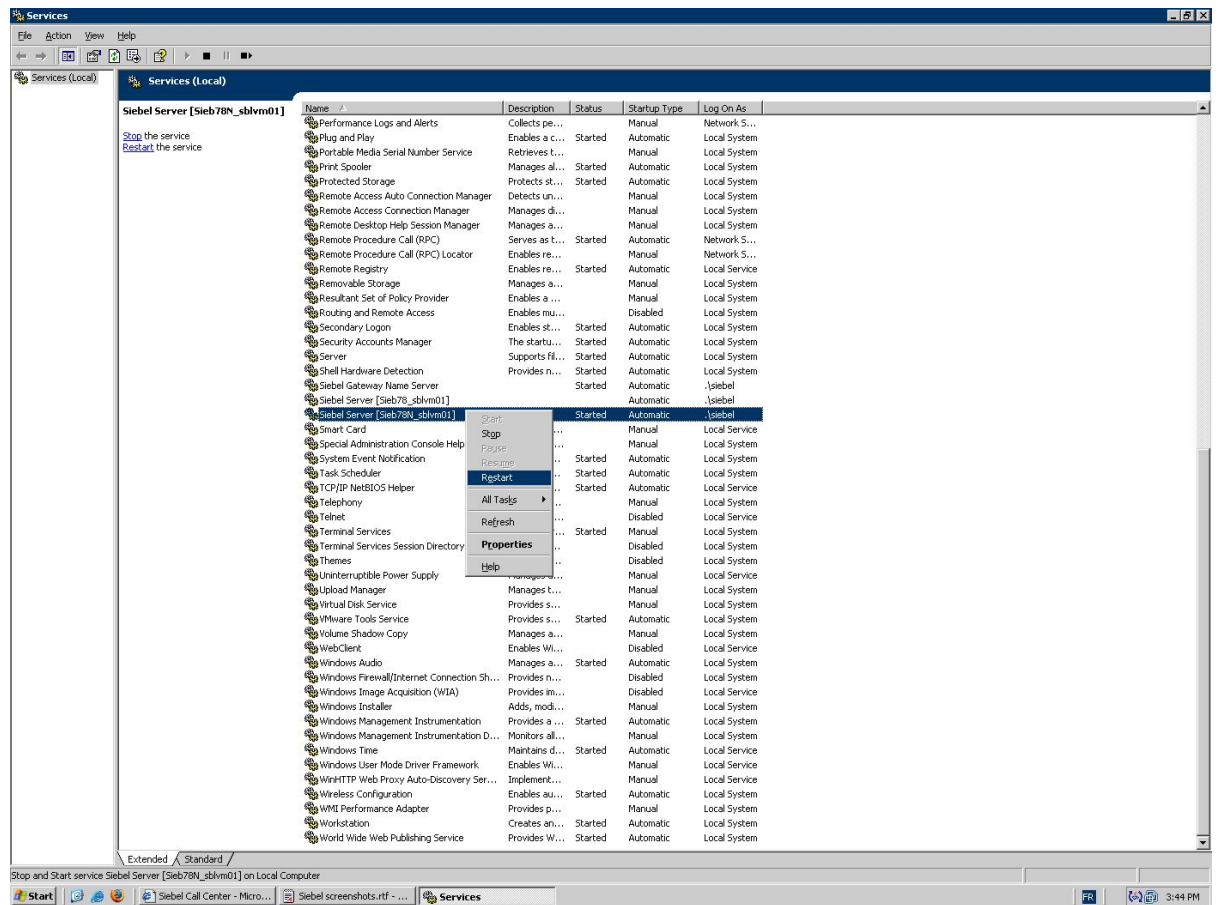 Services
File Action View Help
Services (Local)
Services (Local)
Siebel Server [Sieb78N_sblvm01]
Stop the service
Restart the service
Name Description Status Startup Type Log On As
Performance Logs and Alerts Collects pe... Manual Network S...
Plug and Play Enables a c... Started Automatic Local System
Portable Media Serial Number Service Retrieves t... Manual Local System
Print Spooler Manages al... Started Automatic Local System
Protected Storage Protects st... Started Automatic Local System
Remote Access Auto Connection Manager Detects un... Manual Local System
Remote Access Connection Manager Manages di... Manual Local System
Remote Desktop Help Session Manager Manages a... Manual Local System
Remote Procedure Call (RPC) Serves as t... Started Automatic Network S...
Remote Procedure Call (RPC) Locator Enables re... Manual Network S...
Remote Registry Enables re... Started Automatic Local Service
Removable Storage Manages a... Manual Local System
Resultant Set of Policy Provider Enables a ... Manual Local System
Routing and Remote Access Enables mu... Disabled Local System
Secondary Logon Enables st... Started Automatic Local System
Security Accounts Manager The startu... Started Automatic Local System
Server Supports fil... Started Automatic Local System
Shell Hardware Detection Provides n... Started Automatic Local System
Siebel Gateway Name Server Started Automatic .\siebel
Siebel Server [Sieb78_sblvm01] Automatic .\siebel
Siebel Server [Sieb78N_sblvm01] Started Automatic .\siebel
Smart Card ... Manual Local Service
Special Administration Console Help ... Manual Local System
System Event Notification .. Started Automatic Local System
Task Scheduler .. Started Automatic Local System
TCP/IP NetBIOS Helper .. Started Automatic Local Service
Telephony .. Manual Local System
Telnet ... Disabled Local Service
Terminal Services ... Started Manual Local System
Terminal Services Session Directory .. Disabled Local System
Themes .. Disabled Local System
Uninterruptible Power Supply Manual Local Service
Upload Manager Manages t... Manual Local System
Virtual Disk Service Provides s... Manual Local System
VMware Tools Service Provides s... Started Automatic Local System
Volume Shadow Copy Manages a... Manual Local System
WebClient Enables Wi... Disabled Local Service
Windows Audio Manages a... Started Automatic Local System
Windows Firewall/Internet Connection Sh... Provides n... Disabled Local System
Windows Image Acquisition (WIA) Provides im... Disabled Local Service
Windows Installer Adds, modi... Manual Local System
Windows Management Instrumentation Provides a ... Started Automatic Local System
Windows Management Instrumentation D... Monitors all... Manual Local System
Windows Time Maintains d... Started Automatic Local Service
Windows User Mode Driver Framework Enables Wi... Manual Local Service
WinHTTP Web Proxy Auto-Discovery Ser... Implement... Manual Local Service
Wireless Configuration Enables au... Started Automatic Local System
WMI Performance Adapter Provides p... Manual Local System
Workstation Creates an... Started Automatic Local System
World Wide Web Publishing Service Provides W... Started Automatic Local System
Start
Stop
Pause
Resume
Restart
All Tasks
Refresh
Properties
Help
Extended Standard
Stop and Start service Siebel Server [Sieb78N_sblvm01] on Local Computer
Start Siebel Call Center - Micro... Siebel screenshots.rtf - ... Services FR 3:44 PM